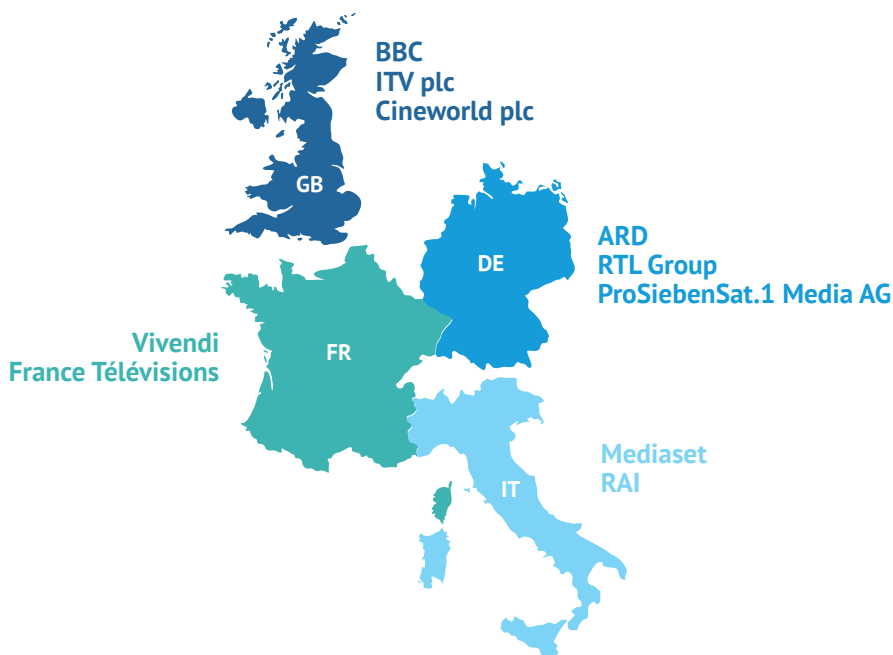 BBC
ITV plc
Cineworld plc
GB
ARD
RTL Group
ProSiebenSat.1 Media AG
DE
Vivendi
France Télévisions
FR
Mediaset
RAI
IT